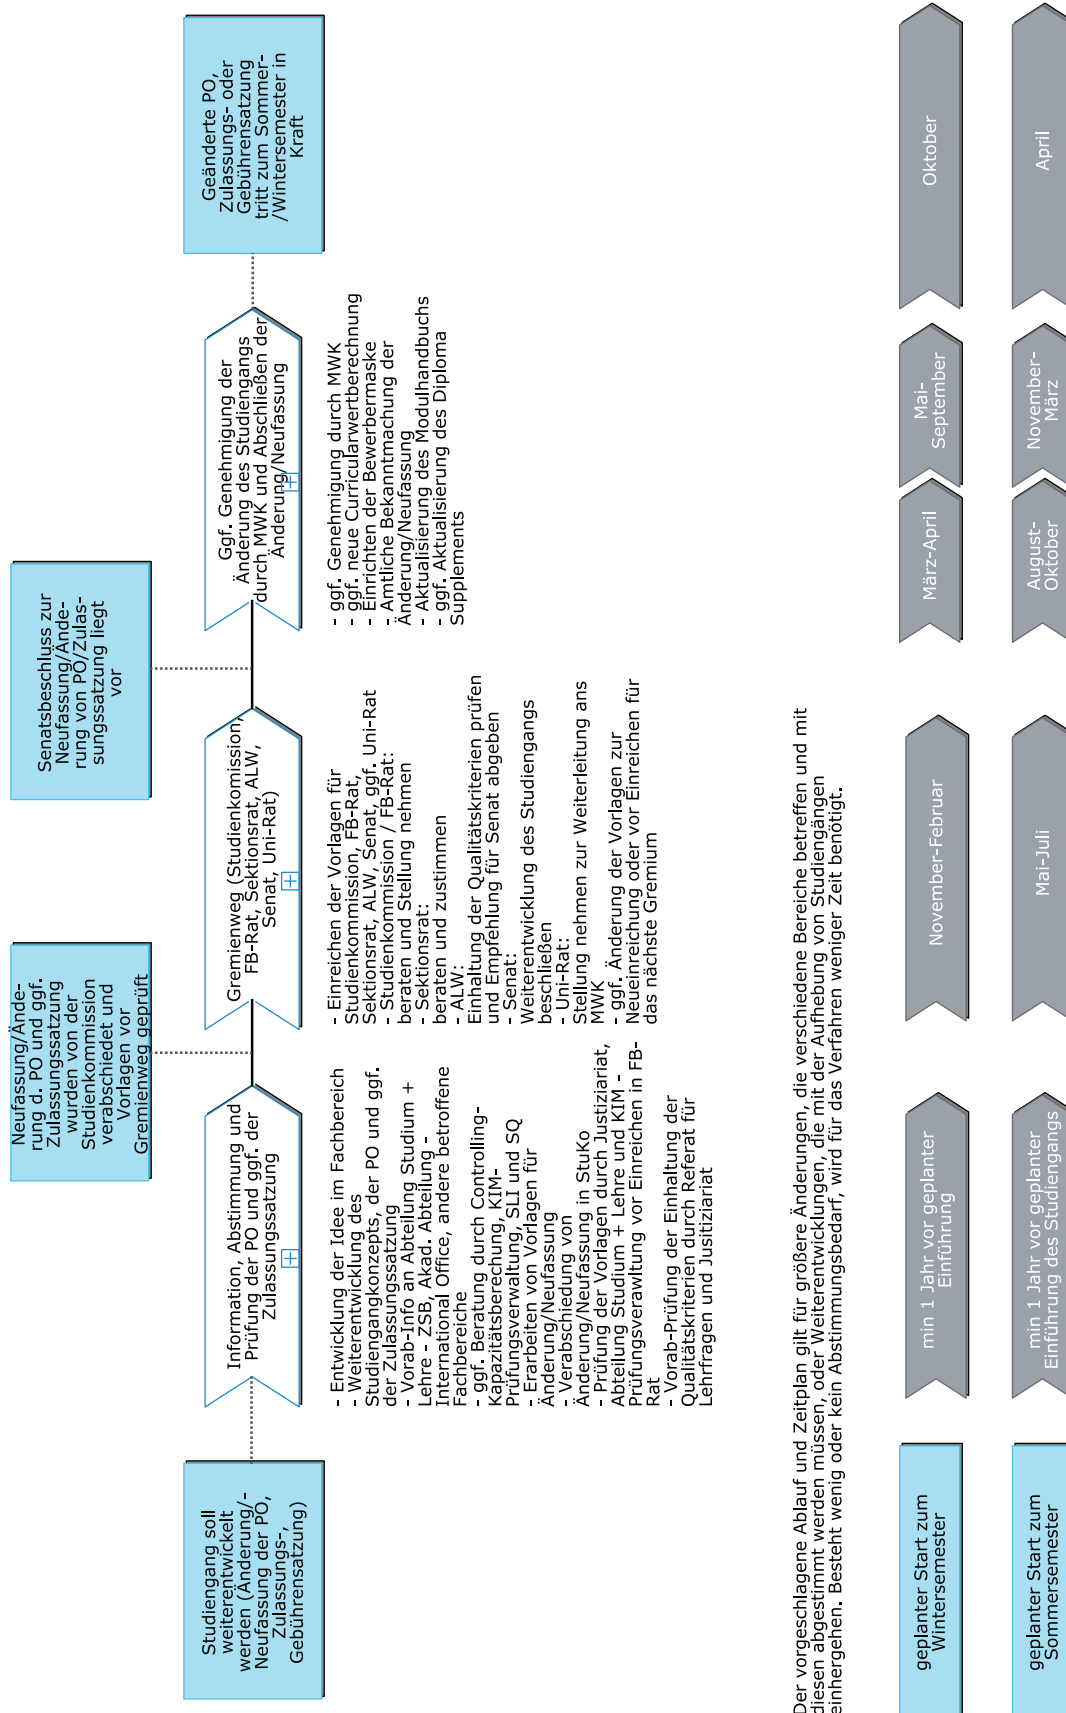 Studiengang soll
weiterentwickelt
werden (Änderung/-
Neufassung der PO,
Zulassungs-,
Gebührensatzung)
Information, Abstimmung und
Prüfung der PO und ggf. der
Zulassungssatzung
Neufassung/Ände-
rung d. PO und ggf.
Zulassungssatzung
wurden von der
Studienkommission
verabschiedet und
Vorlagen vor
Gremienweg geprüft
Gremienweg (Studienkomission,
FB-Rat, Sektionsrat, ALW,
Senat, Uni-Rat)
Senatsbeschluss zur
Neufassung/Ände-
rung von PO/Zulas-
sungssatzung liegt
vor
Ggf. Genehmigung der
Änderung des Studiengangs
durch MWK und Abschließen der
Änderung/Neufassung
Geänderte PO,
Zulassungs- oder
Gebührensatzung
tritt zum Sommer-
/Wintersemester in
Kraft
- Entwicklung der Idee im Fachbereich
- Weiterentwicklung des
Studiengangkonzepts, der PO und ggf.
der Zulassungssatzung
- Vorab-Info an Abteilung Studium +
Lehre - ZSB, Akad. Abteilung -
International Office, andere betroffene
Fachbereiche
- ggf. Beratung durch Controlling-
Kapazitätsberechung, KIM-
Prüfungsverwaltung, SLI und SQ
- Erarbeiten von Vorlagen für
Änderung/Neufassung
- Verabschiedung von
Änderung/Neufassung in StuKo
- Prüfung der Vorlagen durch Justiziariat,
Abteilung Studium + Lehre und KIM -
Prüfungsverawltung vor Einreichen in FB-
Rat
- Vorab-Prüfung der Einhaltung der
Qualitätskriterien durch Referat für
Lehrfragen und Jusitiziariat
- Einreichen der Vorlagen für
Studienkommission, FB-Rat,
Sektionsrat, ALW, Senat, ggf. Uni-Rat
- Studienkommission / FB-Rat:
beraten und Stellung nehmen
- Sektionsrat:
beraten und zustimmen
- ALW:
Einhaltung der Qualitätskriterien prüfen
und Empfehlung für Senat abgeben
- Senat:
Weiterentwicklung des Studiengangs
beschließen
- Uni-Rat:
Stellung nehmen zur Weiterleitung ans
MWK
- ggf. Änderung der Vorlagen zur
Neueinreichung oder vor Einreichen für
das nächste Gremium
- ggf. Genehmigung durch MWK
- ggf. neue Curricularwertberechnung
- Einrichten der Bewerbermaske
- Amtliche Bekanntmachung der
Änderung/Neufassung
- Aktualisierung des Modulhandbuchs
- ggf. Aktualisierung des Diploma
Supplements
Der vorgeschlagene Ablauf und Zeitplan gilt für größere Änderungen, die verschiedene Bereiche betreffen und mit
diesen abgestimmt werden müssen, oder Weiterentwicklungen, die mit der Aufhebung von Studiengängen
einhergehen. Besteht wenig oder kein Abstimmungsbedarf, wird für das Verfahren weniger Zeit benötigt.
geplanter Start zum
Wintersemester
min 1 Jahr vor geplanter
Einführung
November-Februar
März-April
Mai-
September
Oktober
geplanter Start zum
Sommersemester
min 1 Jahr vor geplanter
Einführung des Studiengangs
Mai-Juli
August-
Oktober
November-
März
April